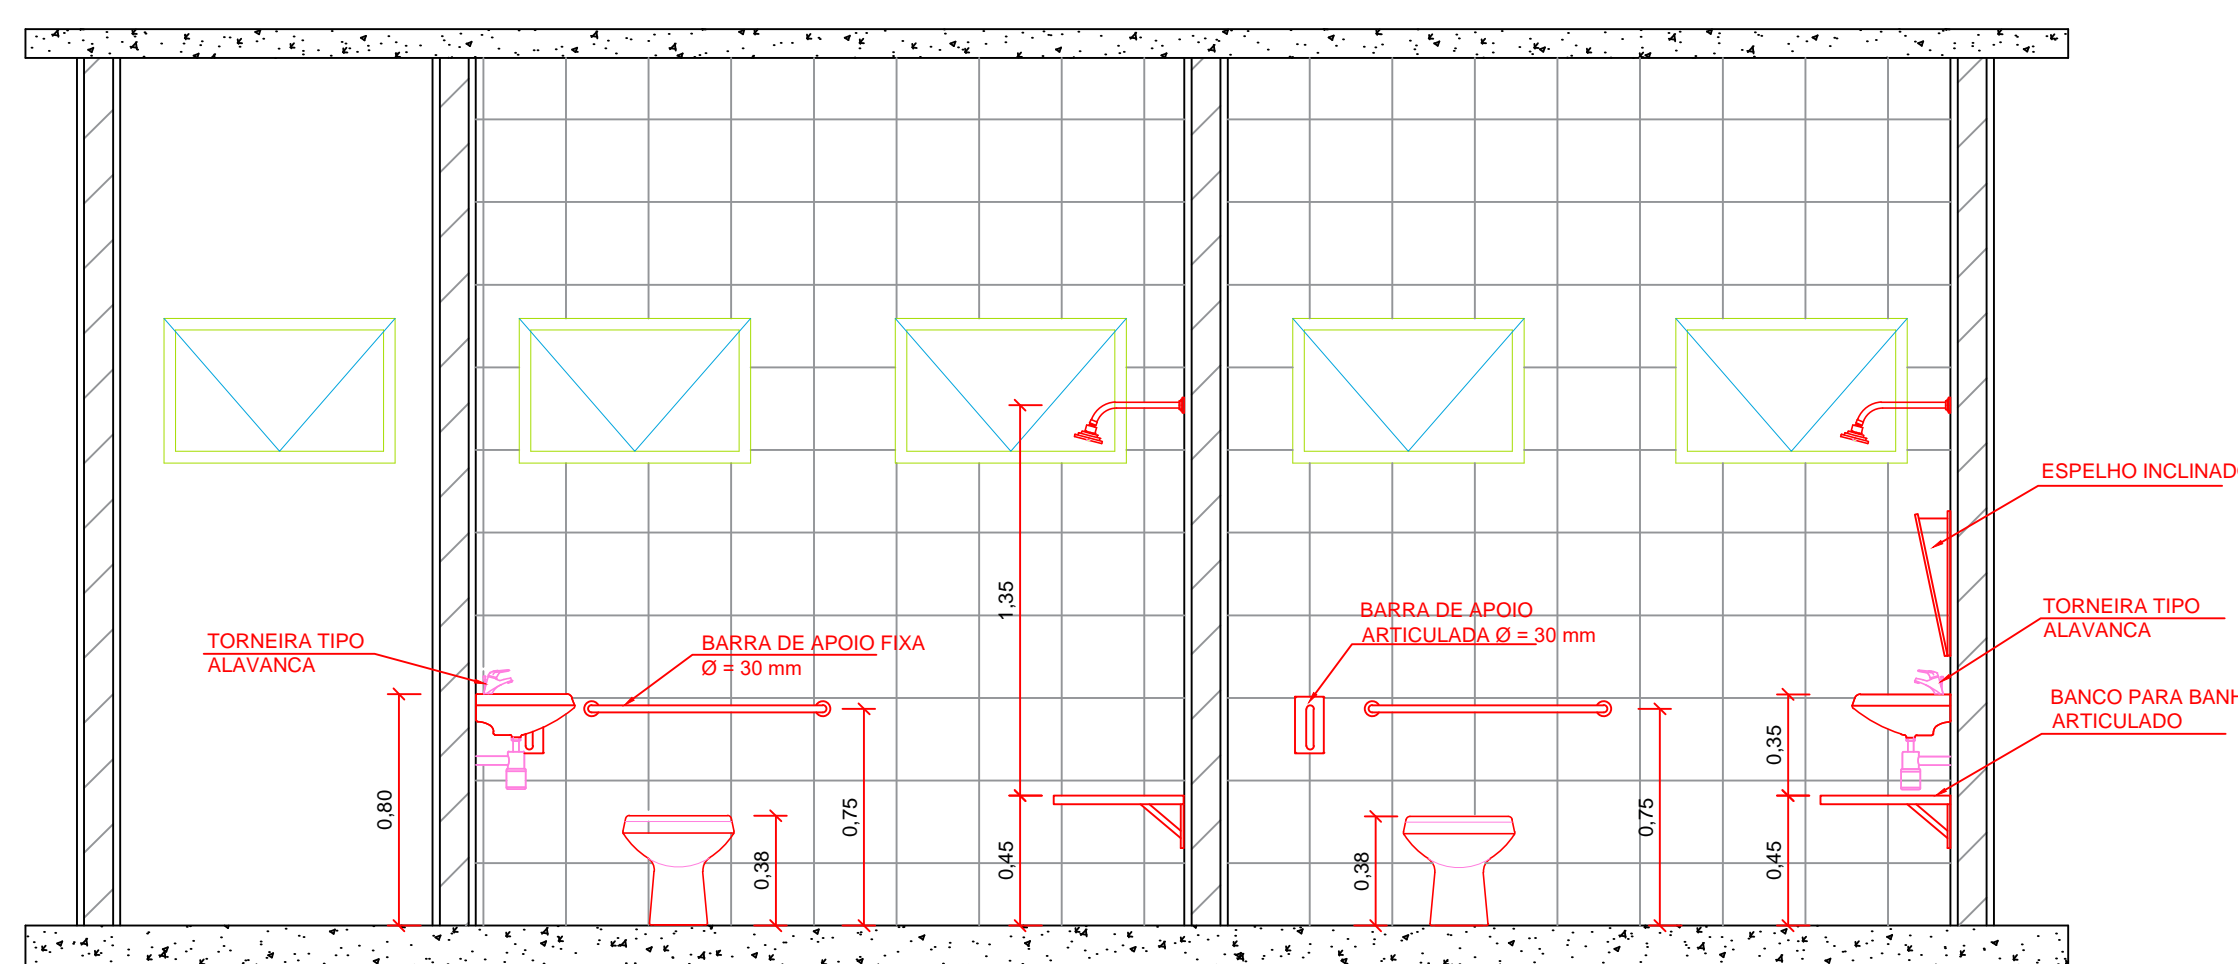 ESPELHO INCLINAD
TORNEIRA TIPO
ALAVANCA
BARRA DE APOIO FIXA
Ø = 30 mm
BARRA DE APOIO
ARTICULADA Ø = 30 mm
TORNEIRA TIPO
ALAVANCA
BANCO PARA BANH
ARTICULADO
0,80
0,38
0,75
1,35
0,45
0,38
0,75
0,35
0,45